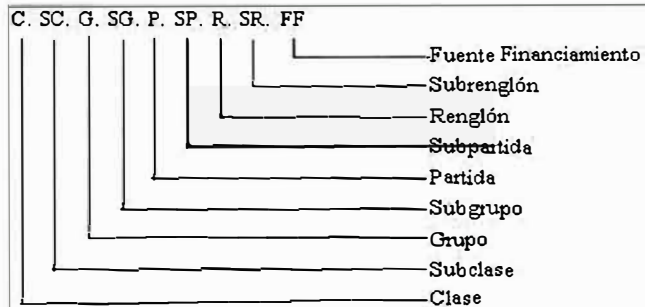 C. SC. G. SG. P. SP. R. SR. FF
Fuente Financiamiento
Subrenglón
Renglón
Subpartida
Partida
Subgrupo
Grupo
Subclase
Clase